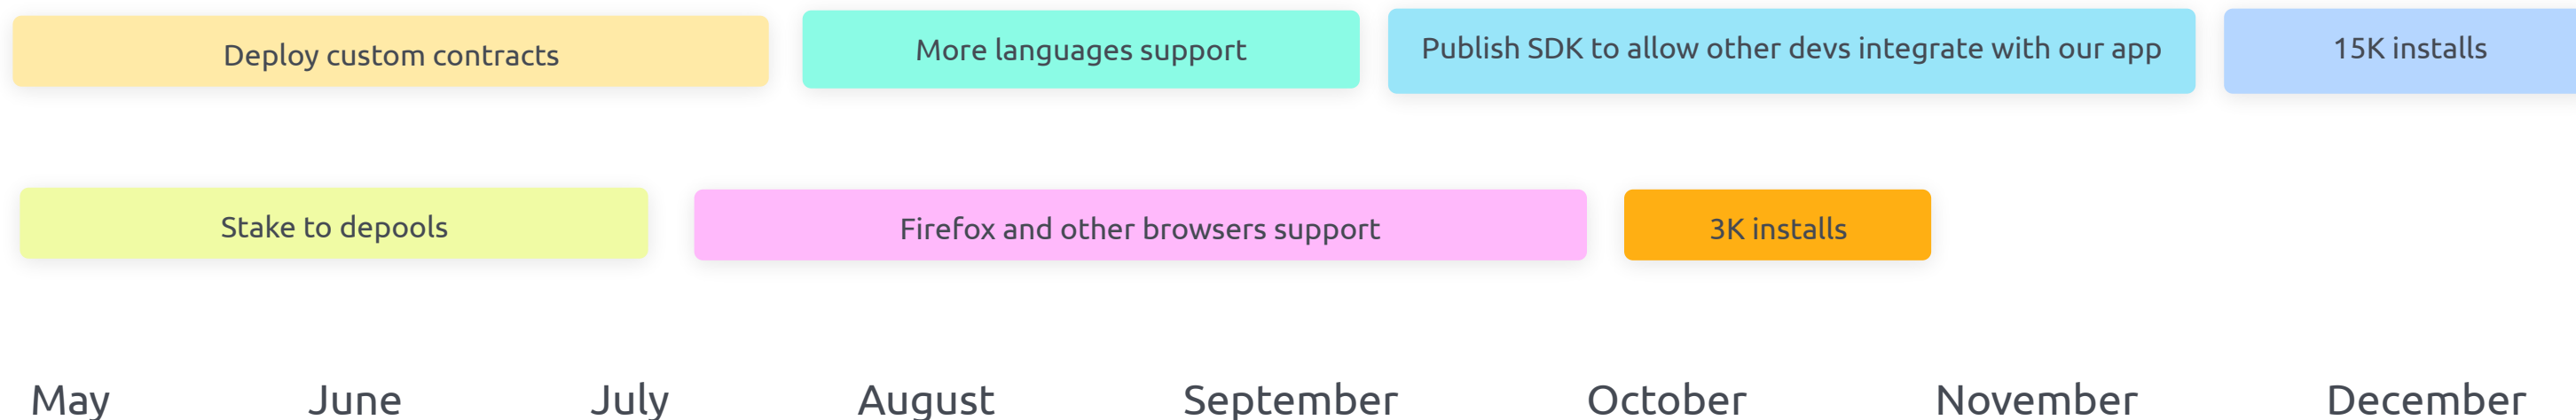 Deploy custom contracts
More languages support
Publish SDK to allow other devs integrate with our app
15K installs
Stake to depools
Firefox and other browsers support
3K installs
May
June
July
August
September
October
November
December